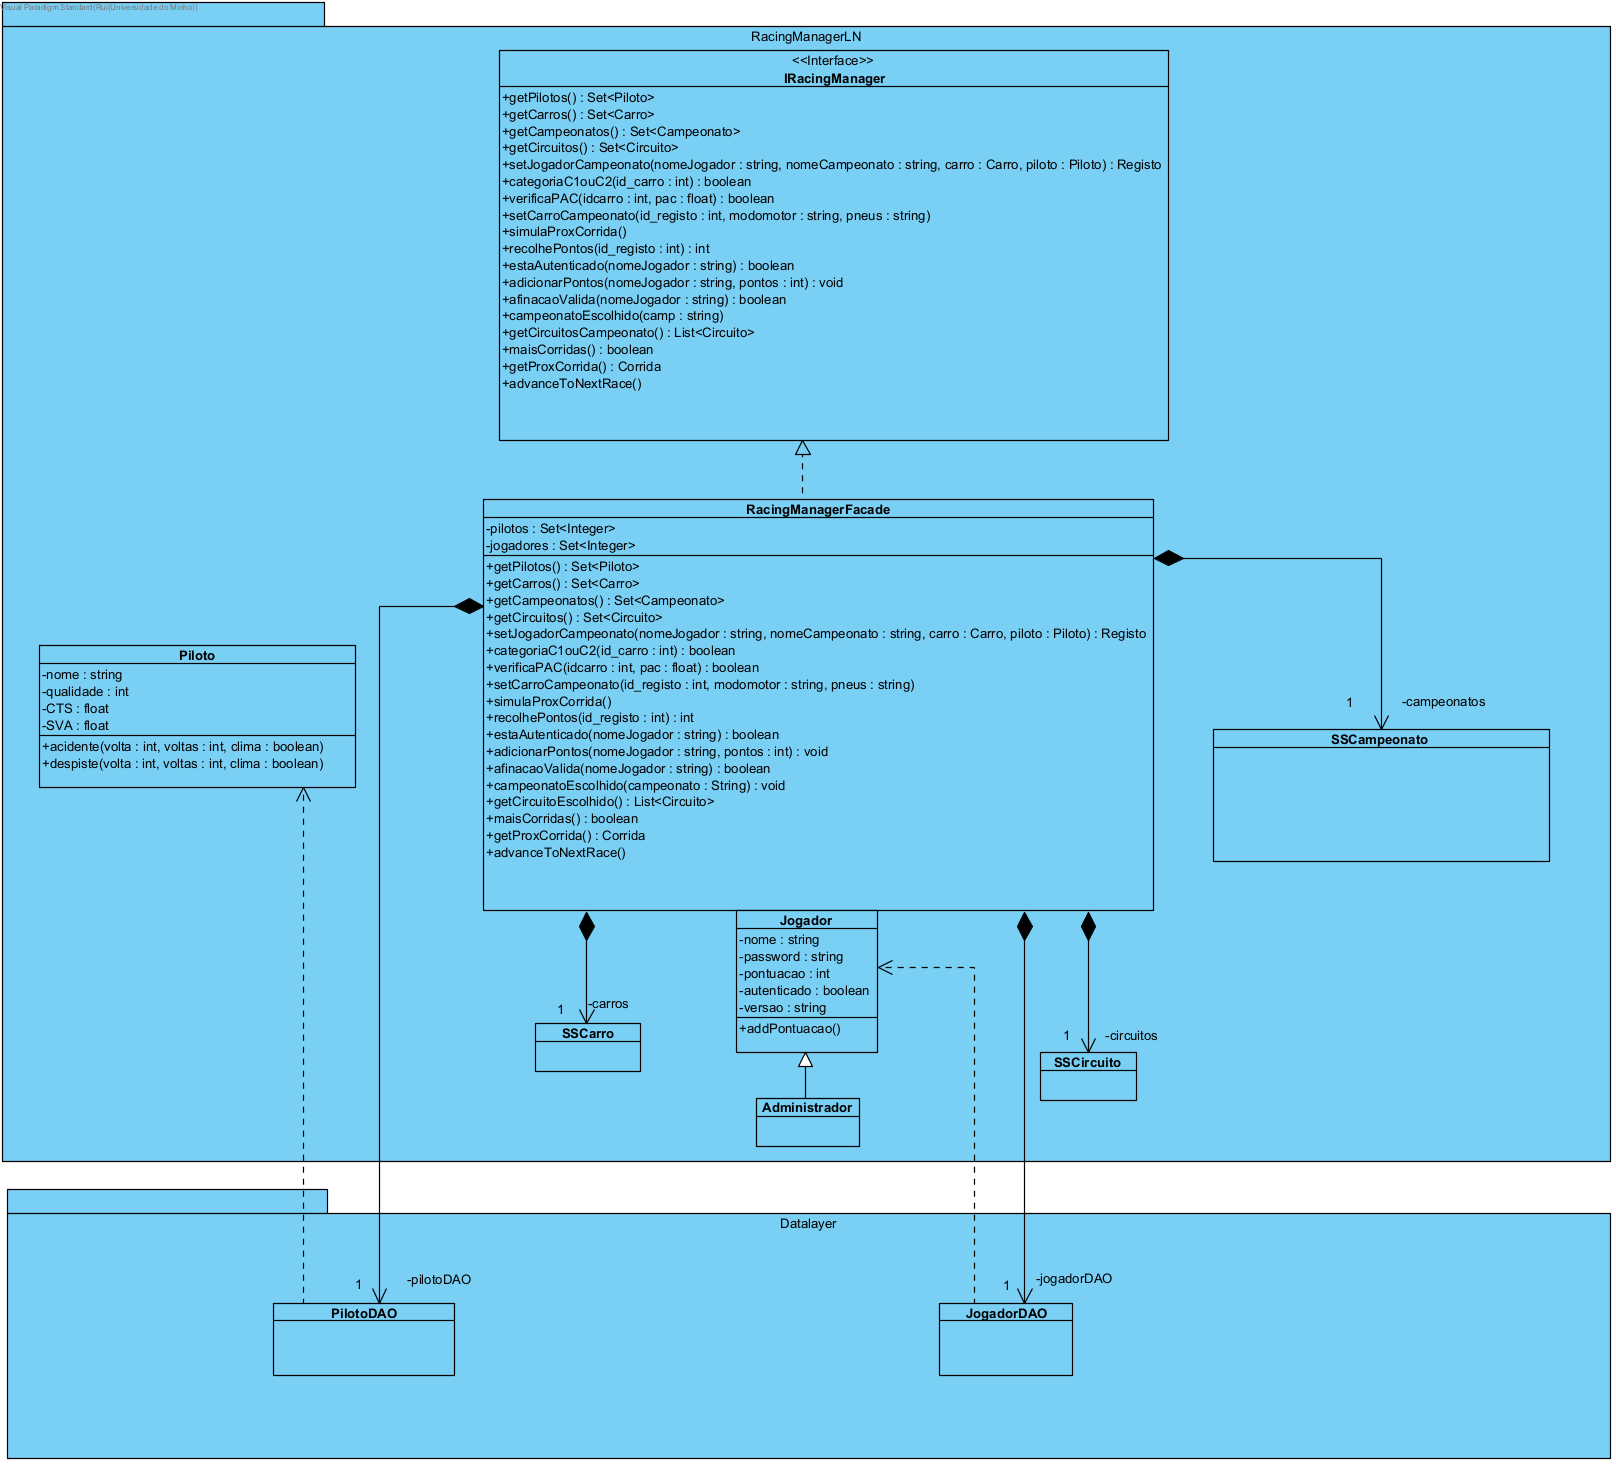 Visual Paradigm Standard(Rui(Universidade do Minho))
RacingManagerLN
<<Interface>>
IRacingManager
+getPilotos() : Set<Piloto>
+getCarros() : Set<Carro>
+getCampeonatos() : Set<Campeonato>
+getCircuitos() : Set<Circuito>
+setJogadorCampeonato(nomeJogador : string, nomeCampeonato : string, carro : Carro, piloto : Piloto) : Registo
+categoriaC1ouC2(id_carro : int) : boolean
+verificaPAC(idcarro : int, pac : float) : boolean
+setCarroCampeonato(id_registo : int, modomotor : string, pneus : string)
+simulaProxCorrida()
+recolhePontos(id_registo : int) : int
+estaAutenticado(nomeJogador : string) : boolean
+adicionarPontos(nomeJogador : string, pontos : int) : void
+afinacaoValida(nomeJogador : string) : boolean
+campeonatoEscolhido(camp : string)
+getCircuitosCampeonato() : List<Circuito>
+maisCorridas() : boolean
+getProxCorrida() : Corrida
+advanceToNextRace()
RacingManagerFacade
-pilotos : Set<Integer>
-jogadores : Set<Integer>
+getPilotos() : Set<Piloto>
+getCarros() : Set<Carro>
+getCampeonatos() : Set<Campeonato>
+getCircuitos() : Set<Circuito>
+setJogadorCampeonato(nomeJogador : string, nomeCampeonato : string, carro : Carro, piloto : Piloto) : Registo
+categoriaC1ouC2(id_carro : int) : boolean
+verificaPAC(idcarro : int, pac : float) : boolean
+setCarroCampeonato(id_registo : int, modomotor : string, pneus : string)
+simulaProxCorrida()
+recolhePontos(id_registo : int) : int
+estaAutenticado(nomeJogador : string) : boolean
+adicionarPontos(nomeJogador : string, pontos : int) : void
+afinacaoValida(nomeJogador : string) : boolean
+campeonatoEscolhido(campeonato : String) : void
+getCircuitoEscolhido() : List<Circuito>
+maisCorridas() : boolean
+getProxCorrida() : Corrida
+advanceToNextRace()
Piloto
-nome : string
-qualidade : int
-CTS : float
-SVA : float
+acidente(volta : int, voltas : int, clima : boolean)
+despiste(volta : int, voltas : int, clima : boolean)
1
-campeonatos
SSCampeonato
Jogador
-nome : string
-password : string
-pontuacao : int
-autenticado : boolean
-versao : string
+addPontuacao()
1
-carros
SSCarro
1
-circuitos
SSCircuito
Administrador
Datalayer
1
-pilotoDAO
PilotoDAO
1
-jogadorDAO
JogadorDAO